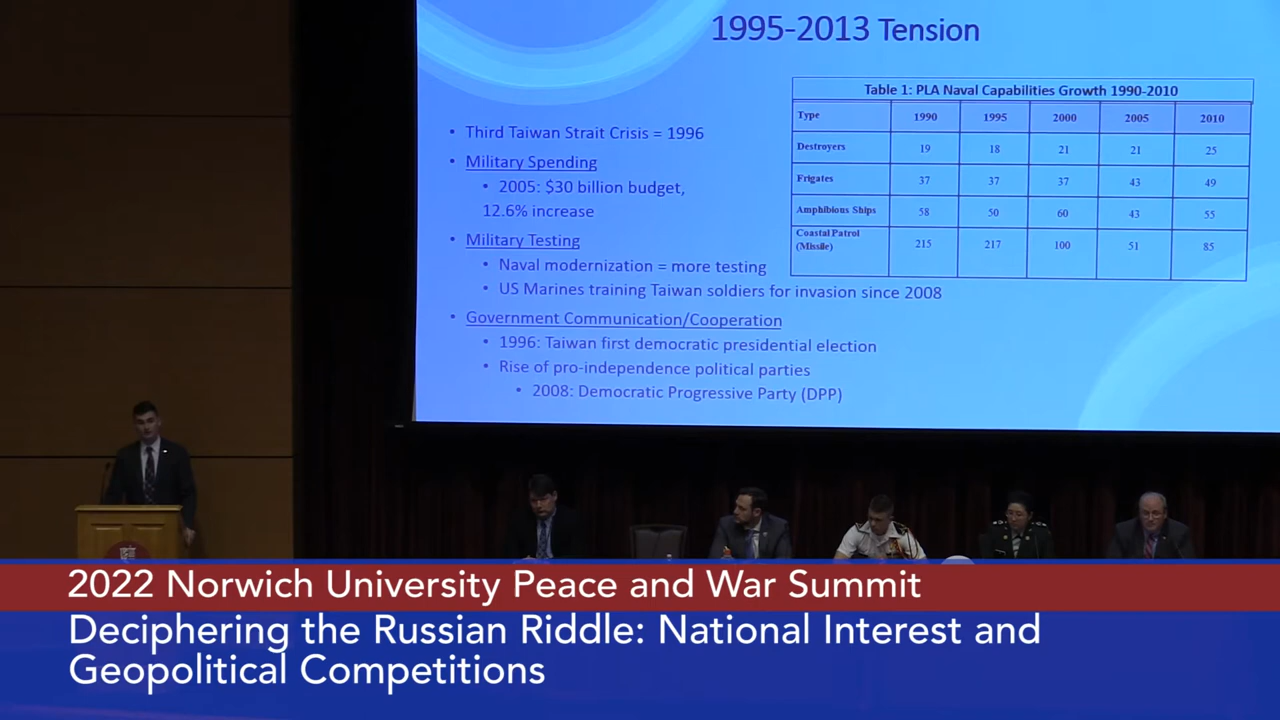 1995-2013 Tension
• Third Taiwan Strait Crisis = 1996
• Military Spending
• 2005: $30 billion budget,
12.6% increase
• Military Testing
• Naval modernization = more testing
• US Marines training Taiwan soldiers for invasion since 2008
• Government Communication/Cooperation
• 1996: Taiwan first democratic presidential election
• Rise of pro-independence political parties
• 2008: Democratic Progressive Party (DPP)
Table 1: PLA Naval Capabilities Growth 1990-2010
Type 1990 1995 2000 2005 2010
Destroyers 19 18 21 21 25
Frigates 37 37 37 43 49
Amphibious Ships 58 50 60 43 55
Coastal Patrol
(Missile) 215 217 100 51 85
2022 Norwich University Peace and War Summit
Deciphering the Russian Riddle: National Interest and
Geopolitical Competitions